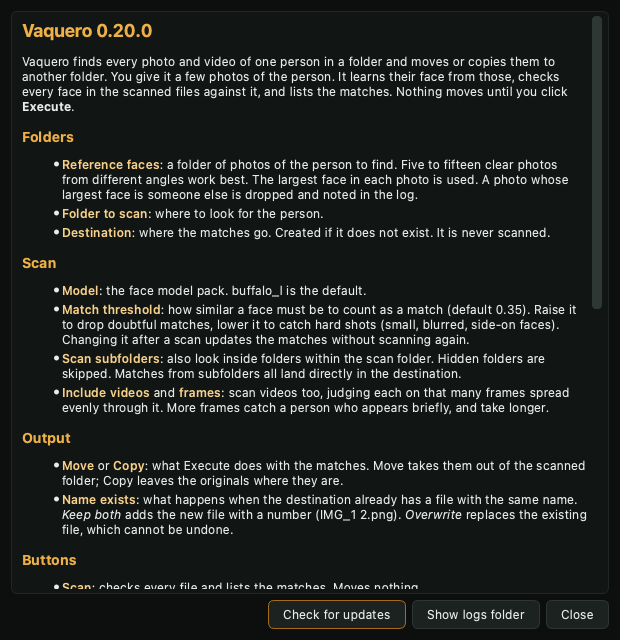 Vaquero 0.20.0
Vaquero finds every photo and video of one person in a folder and moves or copies them to
another folder. You give it a few photos of the person. It learns their face from those, checks
every face in the scanned files against it, and lists the matches. Nothing moves until you click
Execute.
Folders
• Reference faces: a folder of photos of the person to find. Five to fifteen clear photos
from different angles work best. The largest face in each photo is used. A photo whose
largest face is someone else is dropped and noted in the log.
• Folder to scan: where to look for the person.
• Destination: where the matches go. Created if it does not exist. It is never scanned.
Scan
• Model: the face model pack. buffalo_l is the default.
• Match threshold: how similar a face must be to count as a match (default 0.35). Raise it
to drop doubtful matches, lower it to catch hard shots (small, blurred, side-on faces).
Changing it after a scan updates the matches without scanning again.
• Scan subfolders: also look inside folders within the scan folder. Hidden folders are
skipped. Matches from subfolders all land directly in the destination.
• Include videos and frames: scan videos too, judging each on that many frames spread
evenly through it. More frames catch a person who appears briefly, and take longer.
Output
• Move or Copy: what Execute does with the matches. Move takes them out of the scanned
folder; Copy leaves the originals where they are.
• Name exists: what happens when the destination already has a file with the same name.
Keep both adds the new file with a number (IMG_1 2.png). Overwrite replaces the existing
file, which cannot be undone.
Buttons
• Scan: checks every file and lists the matches. Moves nothing.
Check for updates
Show logs folder
Close